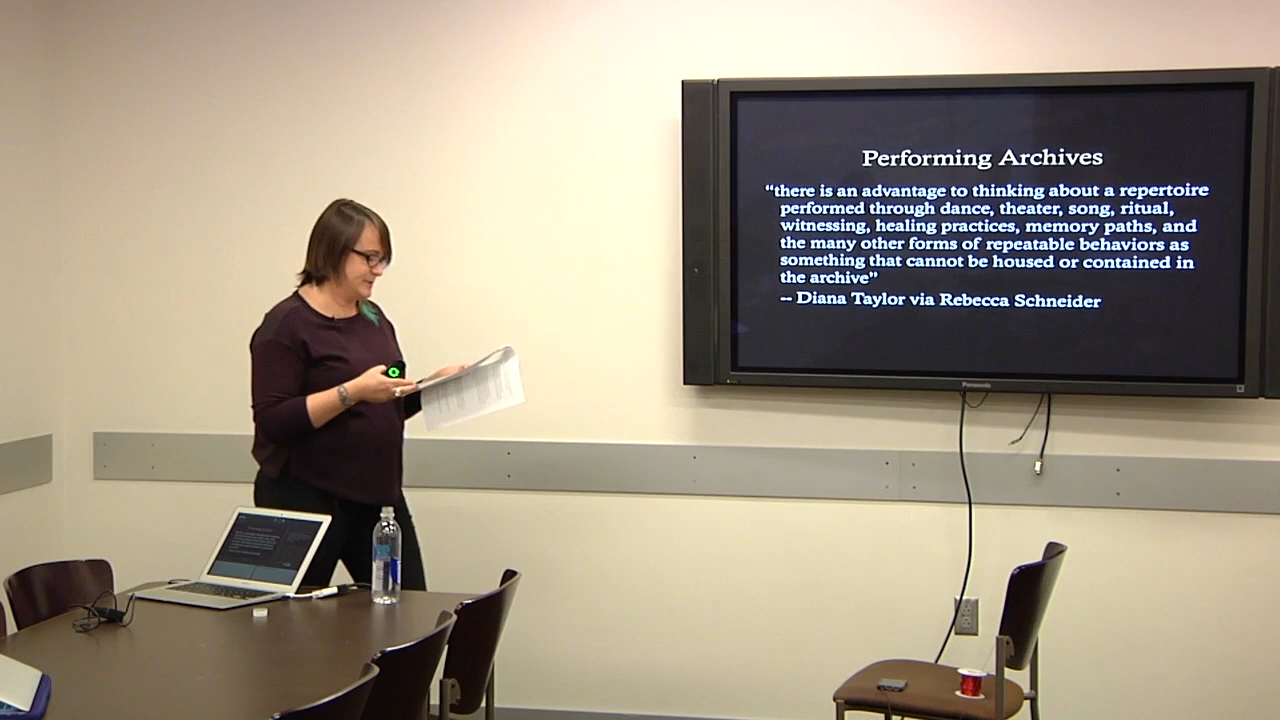 Performing Archives
“there is an advantage to thinking about a repertoire
performed through dance, theater, song, ritual,
witnessing, healing practices, memory paths, and
the many other forms of repeatable behaviors as
something that cannot be housed or contained in
the archive”
-- Diana Taylor via Rebecca Schneider
Panasonic